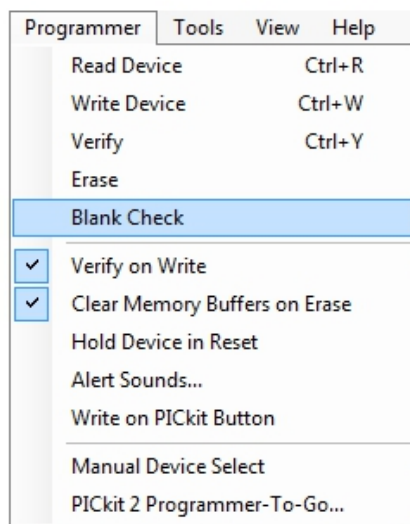 Programmer Tools View Help
Read Device Ctrl+R
Write Device Ctrl+W
Verify Ctrl+Y
Erase
Blank Check
Verify on Write
Clear Memory Buffers on Erase
Hold Device in Reset
Alert Sounds...
Write on PICkit Button
Manual Device Select
PICkit 2 Programmer-To-Go...